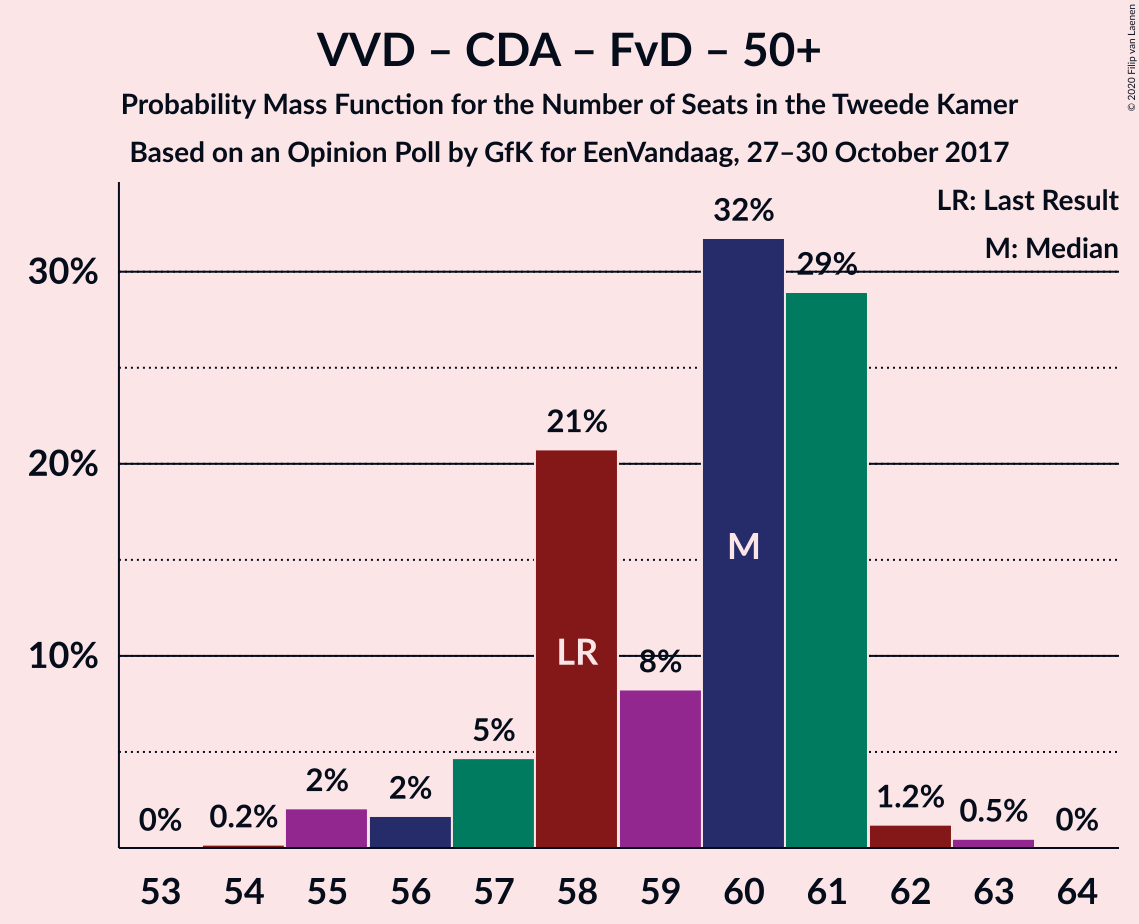 VVD – CDA – FvD – 50+
Probability Mass Function for the Number of Seats in the Tweede Kamer
Based on an Opinion Poll by GfK for EenVandaag, 27–30 October 2017
© 2020 Filip van Laenen
LR: Last Result
M: Median
30%
20%
10%
0%
0.2%
2%
2%
5%
21%
8%
32%
29%
1.2%
0.5%
0%
LR
M
53 54 55 56 57 58 59 60 61 62 63 64